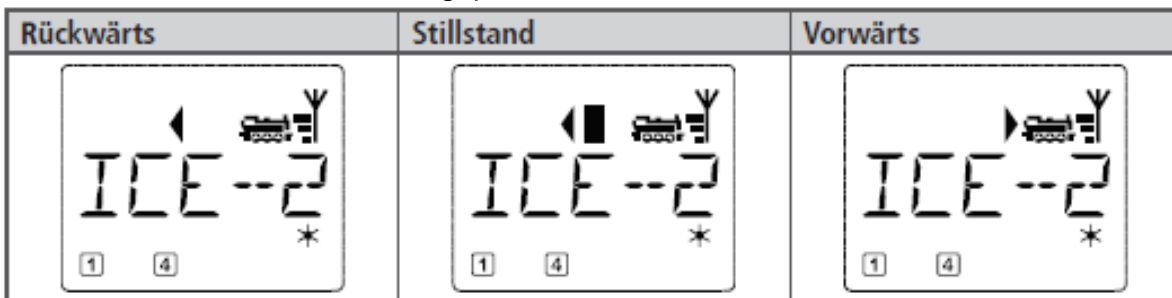 Rückwärts Stillstand Vorwärts
ICE--2 ICE--2 ICE--2
1 4 1 4 1 4